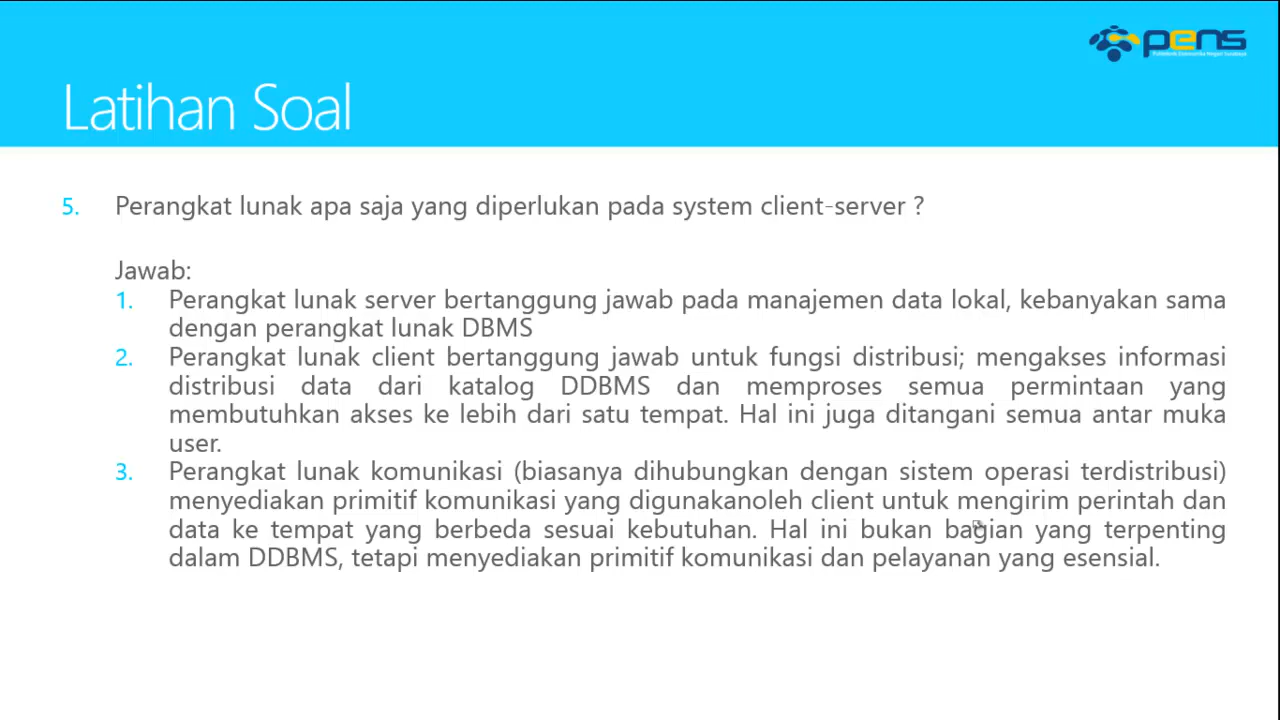 pens
Politeknik Elektronika Negeri Surabaya
Latihan Soal
5. Perangkat lunak apa saja yang diperlukan pada system client-server ?
Jawab:
1. Perangkat lunak server bertanggung jawab pada manajemen data lokal, kebanyakan sama
dengan perangkat lunak DBMS
2. Perangkat lunak client bertanggung jawab untuk fungsi distribusi; mengakses informasi
distribusi data dari katalog DDBMS dan memproses semua permintaan yang
membutuhkan akses ke lebih dari satu tempat. Hal ini juga ditangani semua antar muka
user.
3. Perangkat lunak komunikasi (biasanya dihubungkan dengan sistem operasi terdistribusi)
menyediakan primitif komunikasi yang digunakanoleh client untuk mengirim perintah dan
data ke tempat yang berbeda sesuai kebutuhan. Hal ini bukan bagian yang terpenting
dalam DDBMS, tetapi menyediakan primitif komunikasi dan pelayanan yang esensial.